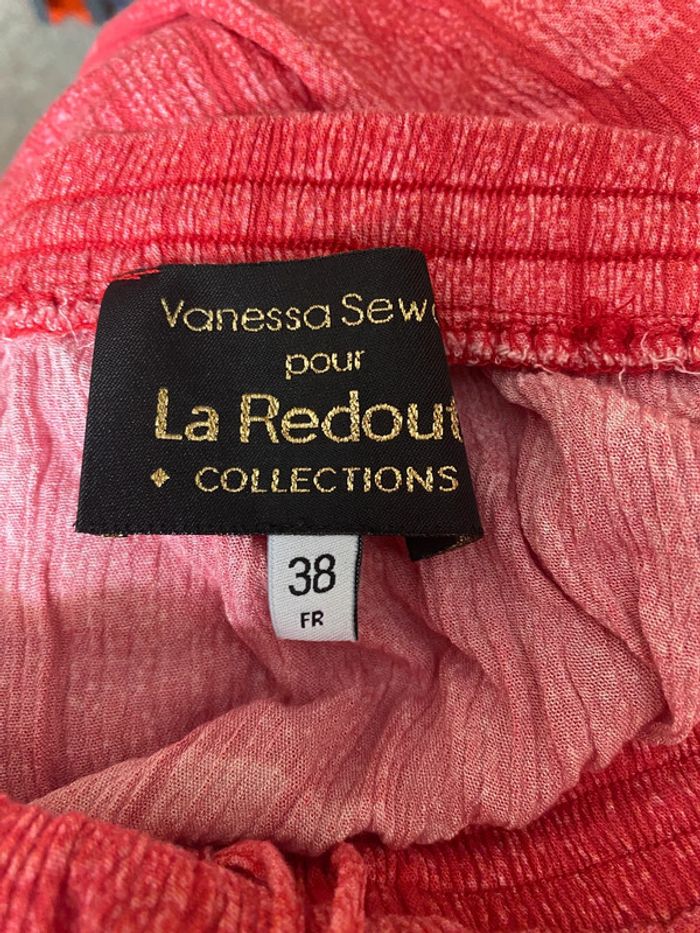 Vanessa Sew
pour
La Redout
COLLECTIONS
38
FR